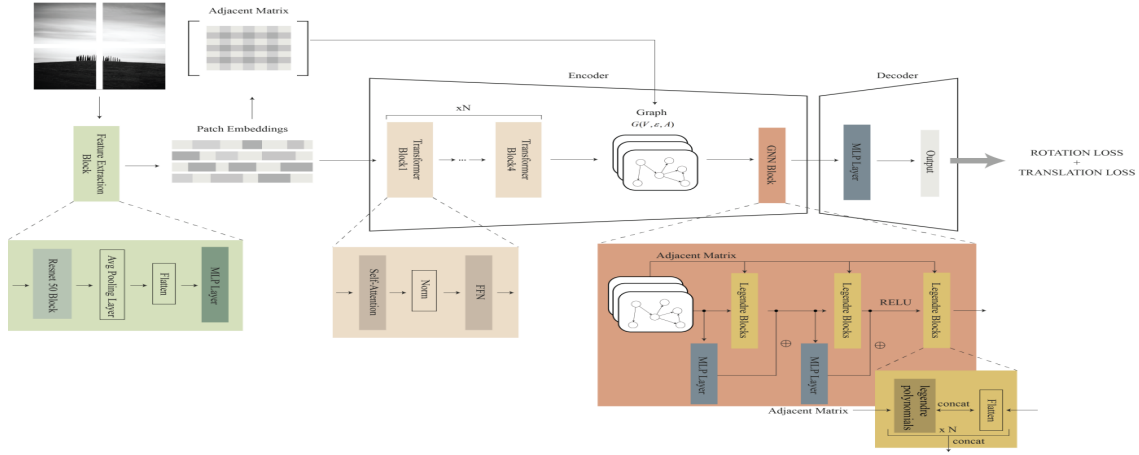 Adjacent Matrix
Encoder
Decoder
xN
Graph
G(V, ε, A)
Patch Embeddings
Feature Extraction
Block
Transformer
Block1
...
Transformer
Block4
GNN Block
MLP Layer
Output
ROTATION LOSS
+
TRANSLATION LOSS
Resnet 50 Block
Avg Pooling Layer
Flatten
MLP Layer
Self-Attention
Norm
FFN
Adjacent Matrix
Legendre Blocks
Legendre Blocks
RELU
Legendre Blocks
MLP Layer
MLP Layer
Adjacent Matrix
legendre
polynomials
concat
Flatten
x N
concat